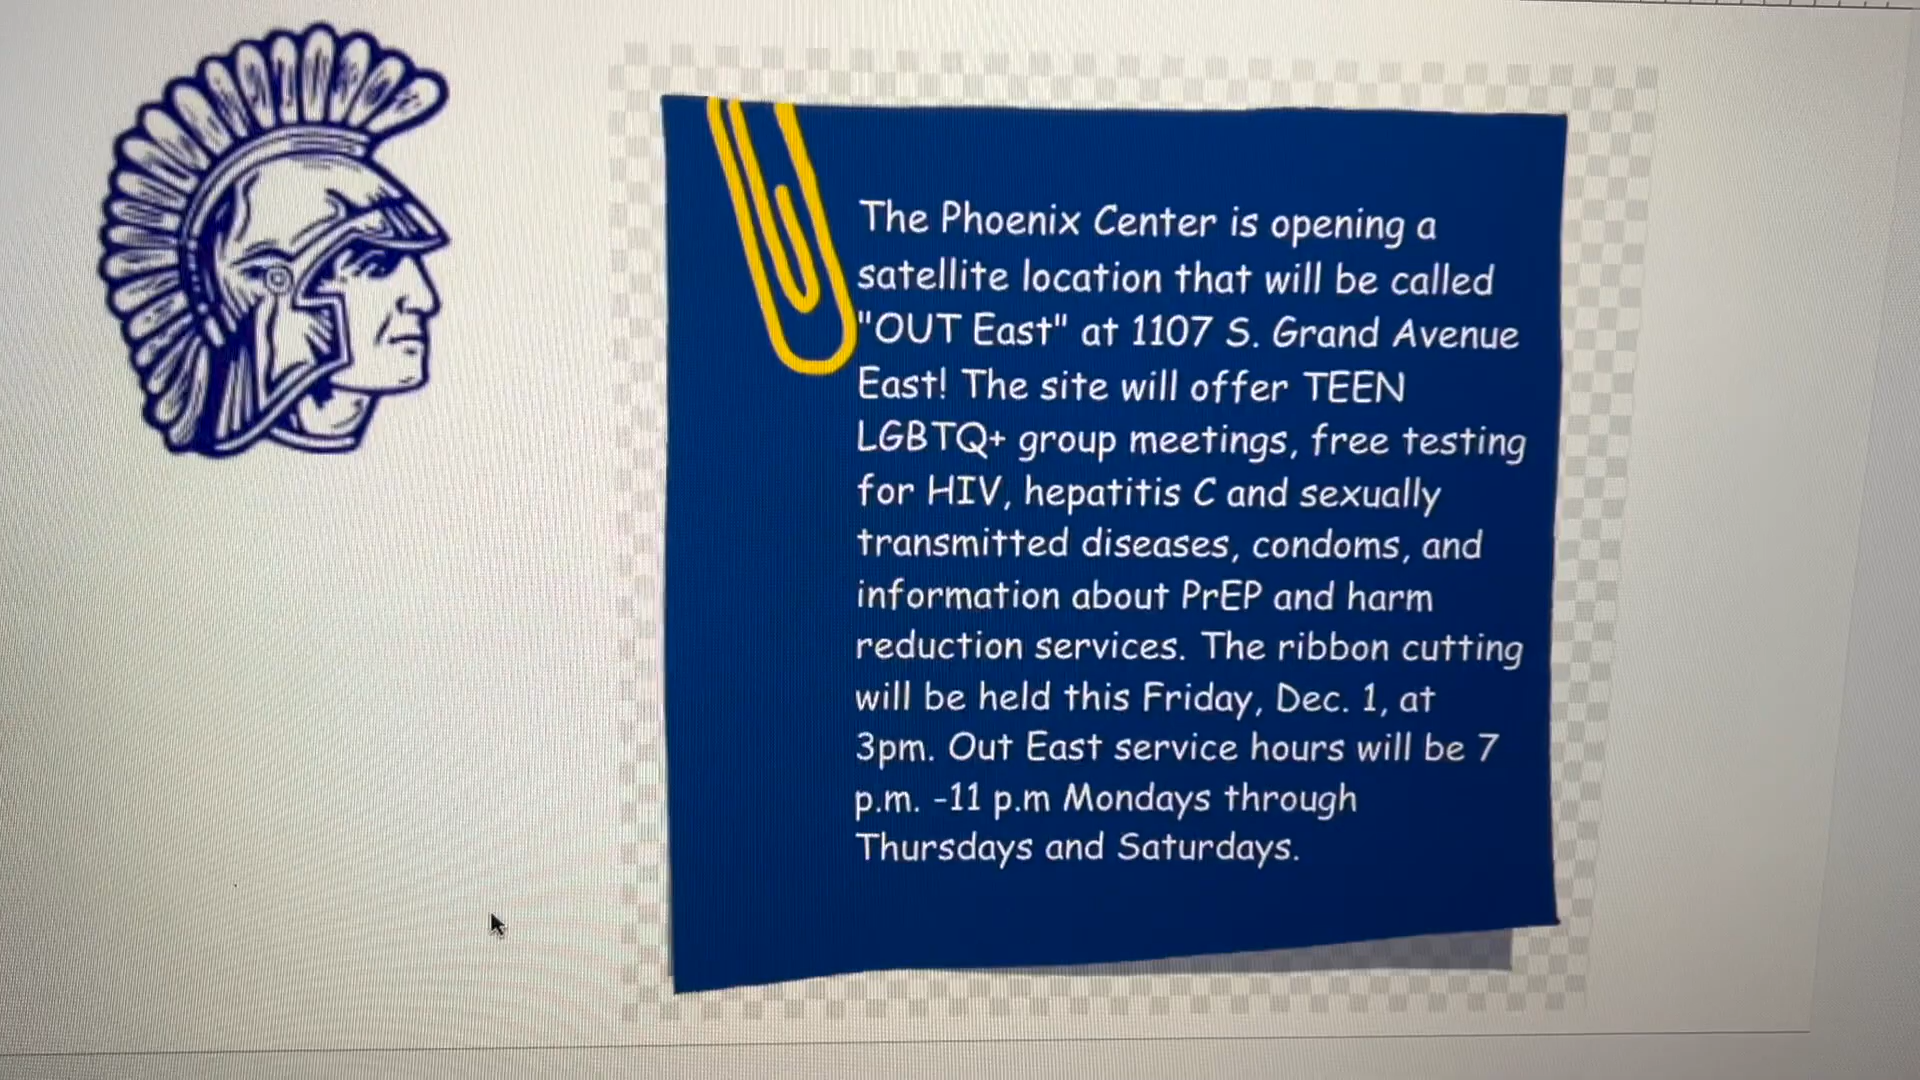 The Phoenix Center is opening a
satellite location that will be called
"OUT East" at 1107 S. Grand Avenue
East! The site will offer TEEN
LGBTQ+ group meetings, free testing
for HIV, hepatitis C and sexually
transmitted diseases, condoms, and
information about PrEP and harm
reduction services. The ribbon cutting
will be held this Friday, Dec. 1, at
3pm. Out East service hours will be 7
p.m. -11 p.m Mondays through
Thursdays and Saturdays.